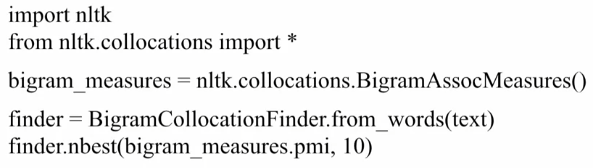 import nltk
from nltk.collocations import *
bigram_measures = nltk.collocations.BigramAssocMeasures()
finder = BigramCollocationFinder.from_words(text)
finder.nbest(bigram_measures.pmi, 10)